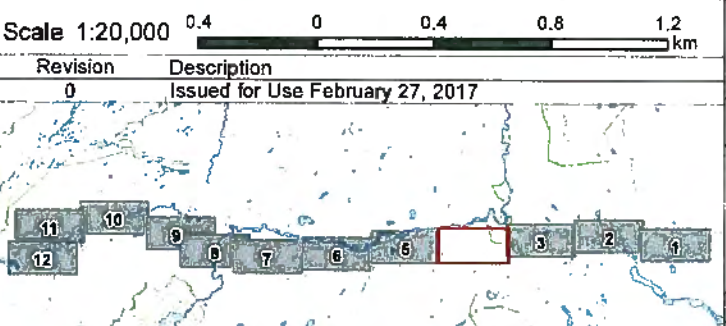 Scale 1:20,000 0.4 0 0.4 0.8 1.2 km
Revision Description
0 Issued for Use February 27, 2017
11 10 9 8 7 6 5 3 2 1
12